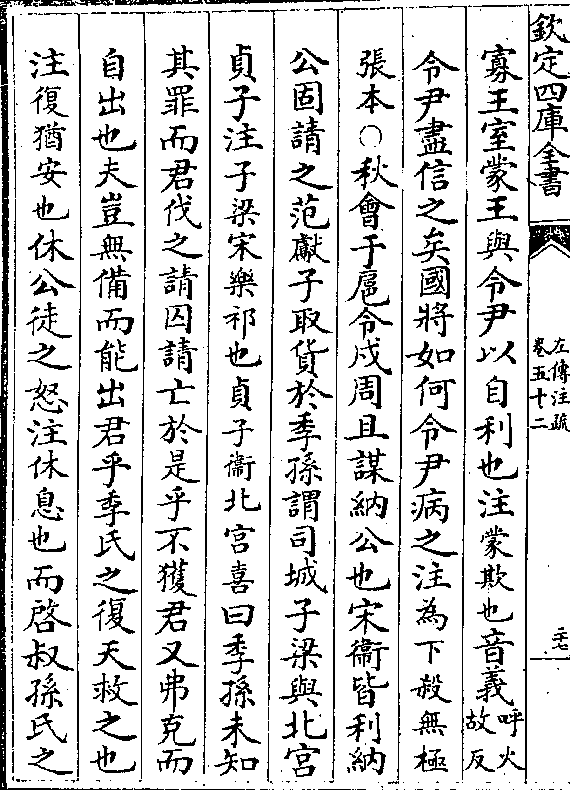 欽定四庫全書
左傳注疏
卷五十二
二十七
寡王室蒙王與令尹以自利也注蒙欺也音義呼火故反
令尹盡信之矣國將如何令尹病之注為下殺無極
張本○秋會于扈令戍周且謀納公也宋衞皆利納
公固請之范獻子取貨於季孫謂司城子梁與北宮
貞子注子梁宋樂祁也貞子衞北宮喜曰季孫未知
其罪而君伐之請囚請亡於是乎不獲君又弗克而
自出也夫豈無備而能出君乎季氏之復天救之也
注復猶安也休公徒之怒注休息也而啓叔孫氏之